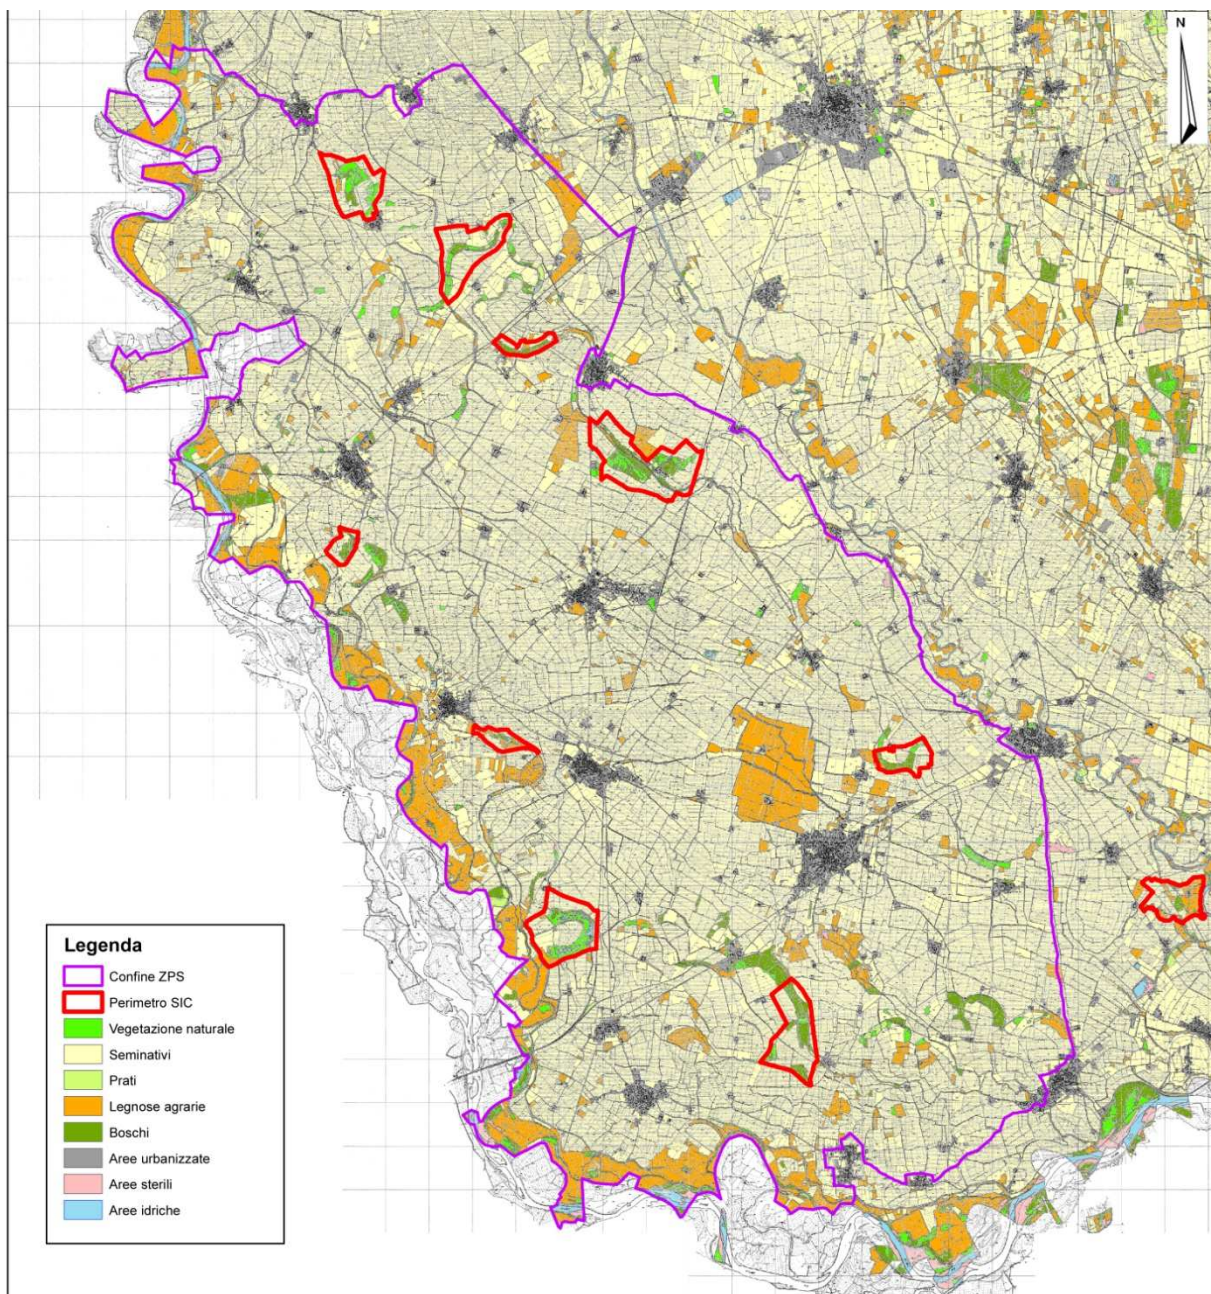 N
Legenda
Confine ZPS
Perimetro SIC
Vegetazione naturale
Seminativi
Prati
Legnose agrarie
Boschi
Aree urbanizzate
Aree sterili
Aree idriche